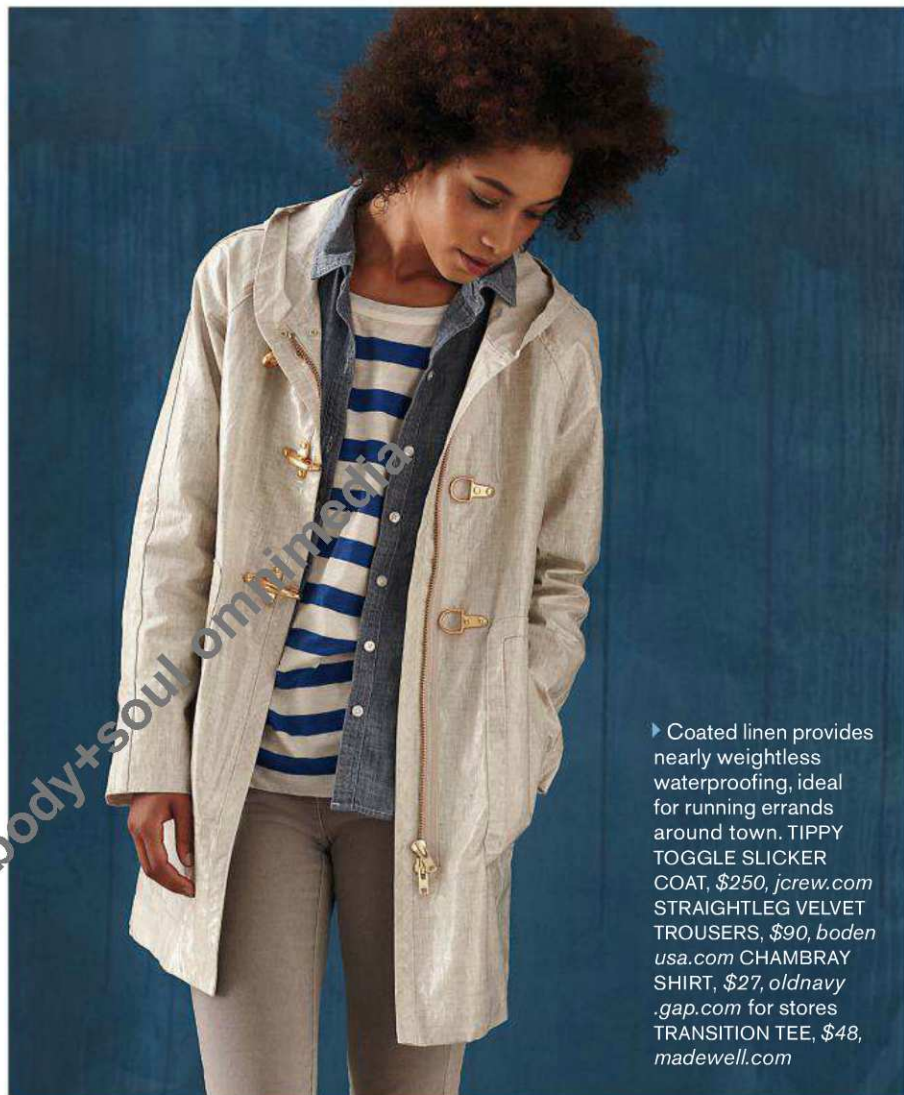 body+soul omnimedia
Coated linen provides
nearly weightless
waterproofing, ideal
for running errands
around town. TIPPY
TOGGLE SLICKER
COAT, $250, jcrew.com
STRAIGHTLEG VELVET
TROUSERS, $90, boden
usa.com CHAMBRAY
SHIRT, $27, oldnavy
.gap.com for stores
TRANSITION TEE, $48,
madewell.com